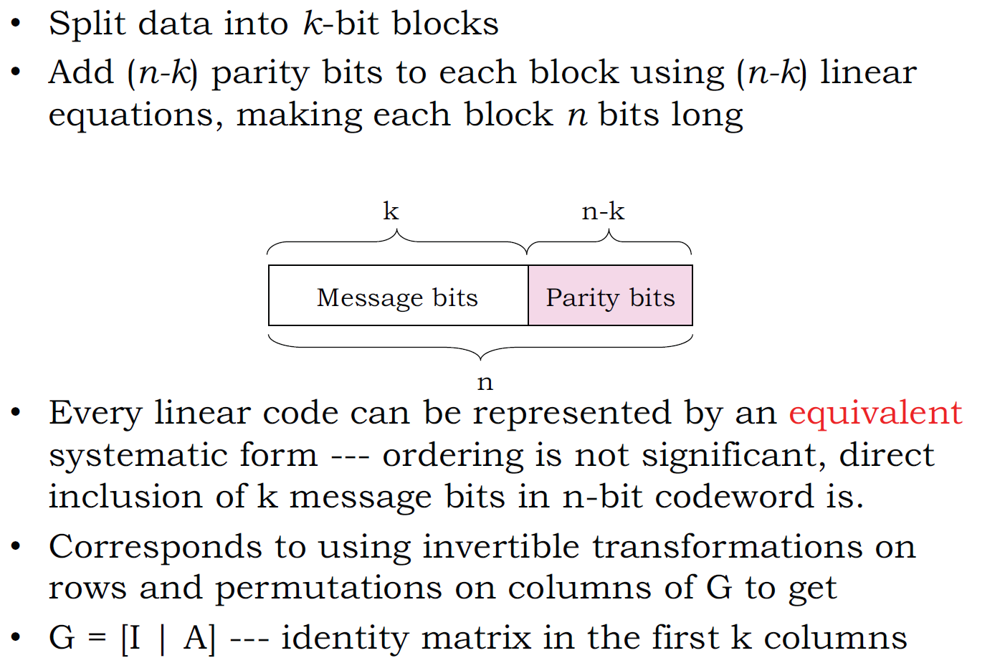 • Split data into k-bit blocks
• Add (n-k) parity bits to each block using (n-k) linear
equations, making each block n bits long
k
n-k
Message bits
Parity bits
n
• Every linear code can be represented by an equivalent
systematic form --- ordering is not significant, direct
inclusion of k message bits in n-bit codeword is.
• Corresponds to using invertible transformations on
rows and permutations on columns of G to get
• G = [I | A] --- identity matrix in the first k columns